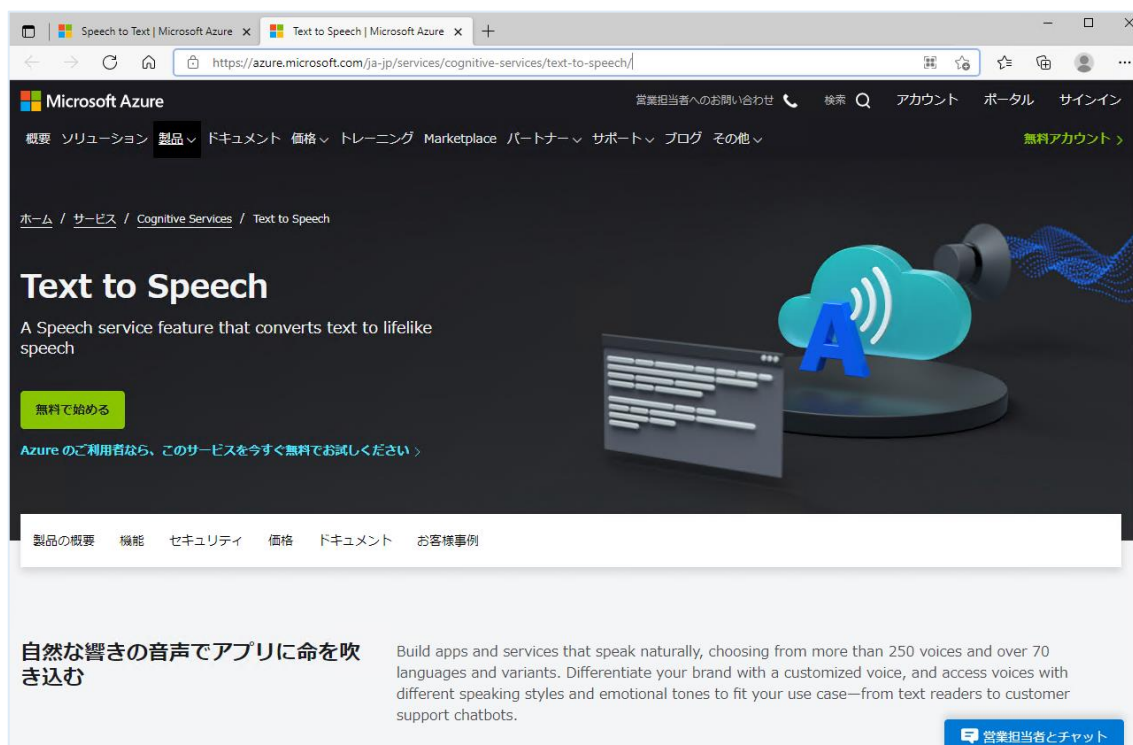 Speech to Text | Microsoft Azure
Text to Speech | Microsoft Azure
https://azure.microsoft.com/ja-jp/services/cognitive-services/text-to-speech/
Microsoft Azure 営業担当者へのお問い合わせ 検索 アカウント ポータル サインイン
概要 ソリューション 製品 ドキュメント 価格 トレーニング Marketplace パートナー サポート ブログ その他 無料アカウント
ホーム / サービス / Cognitive Services / Text to Speech
Text to Speech
A Speech service feature that converts text to lifelike
speech
無料で始める
Azure のご利用者なら、このサービスを今すぐ無料でお試しください
A
製品の概要 機能 セキュリティ 価格 ドキュメント お客様事例
自然な響きの音声でアプリに命を吹
き込む
Build apps and services that speak naturally, choosing from more than 250 voices and over 70
languages and variants. Differentiate your brand with a customized voice, and access voices with
different speaking styles and emotional tones to fit your use case—from text readers to customer
support chatbots.
営業担当者とチャット